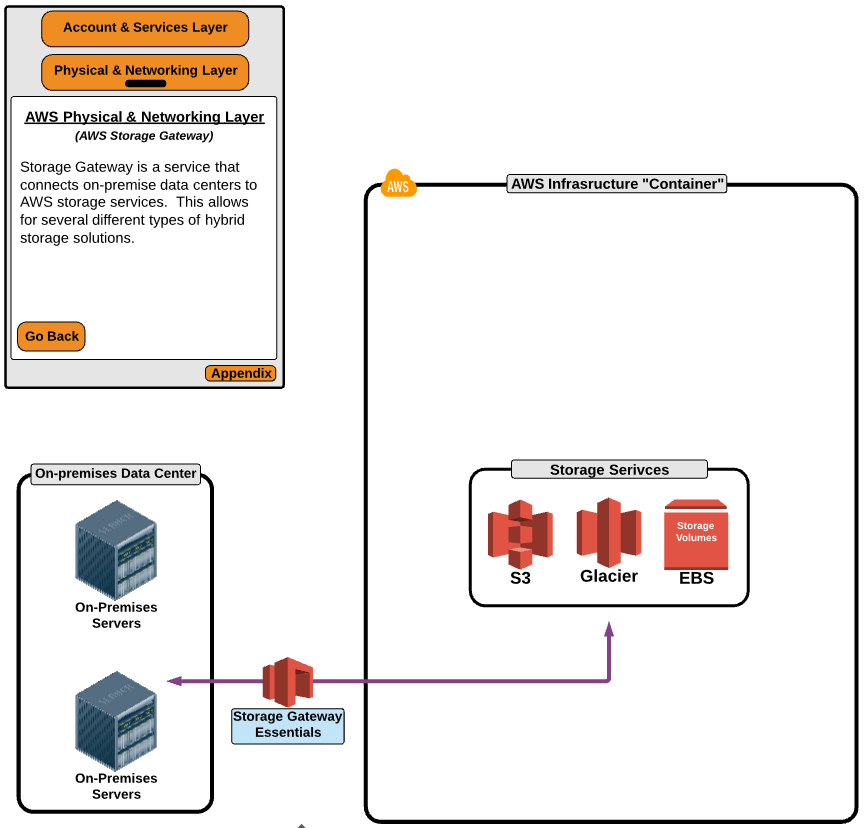 Account & Services Layer
Physical & Networking Layer
AWS Physical & Networking Layer
(AWS Storage Gateway)
Storage Gateway is a service that
connects on-premise data centers to
AWS storage services.  This allows
for several different types of hybrid
storage solutions.
Go Back
Appendix
AWS
AWS Infrasructure "Container"
On-premises Data Center
On-Premises
Servers
On-Premises
Servers
Storage Gateway
Essentials
Storage Serivces
S3
Glacier
Storage
Volumes
EBS